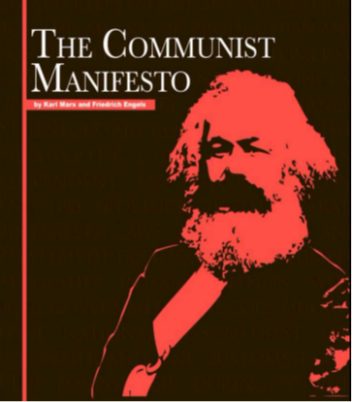 THE COMMUNIST
MANIFESTO
by Karl Marx and Friedrich Engels